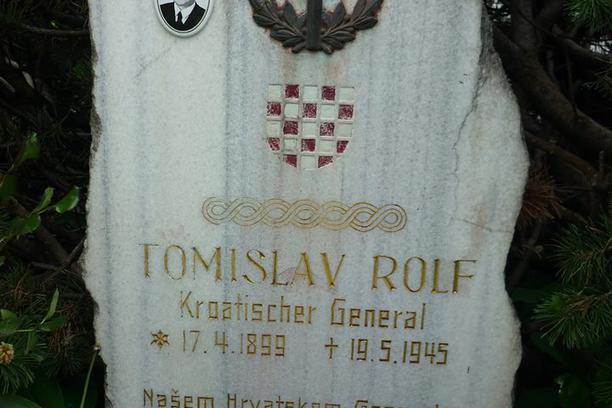 TOMISLAV ROLF
Kroatischer General
* 17.4.1899 † 19.5.1945
Našem Hrvatskom